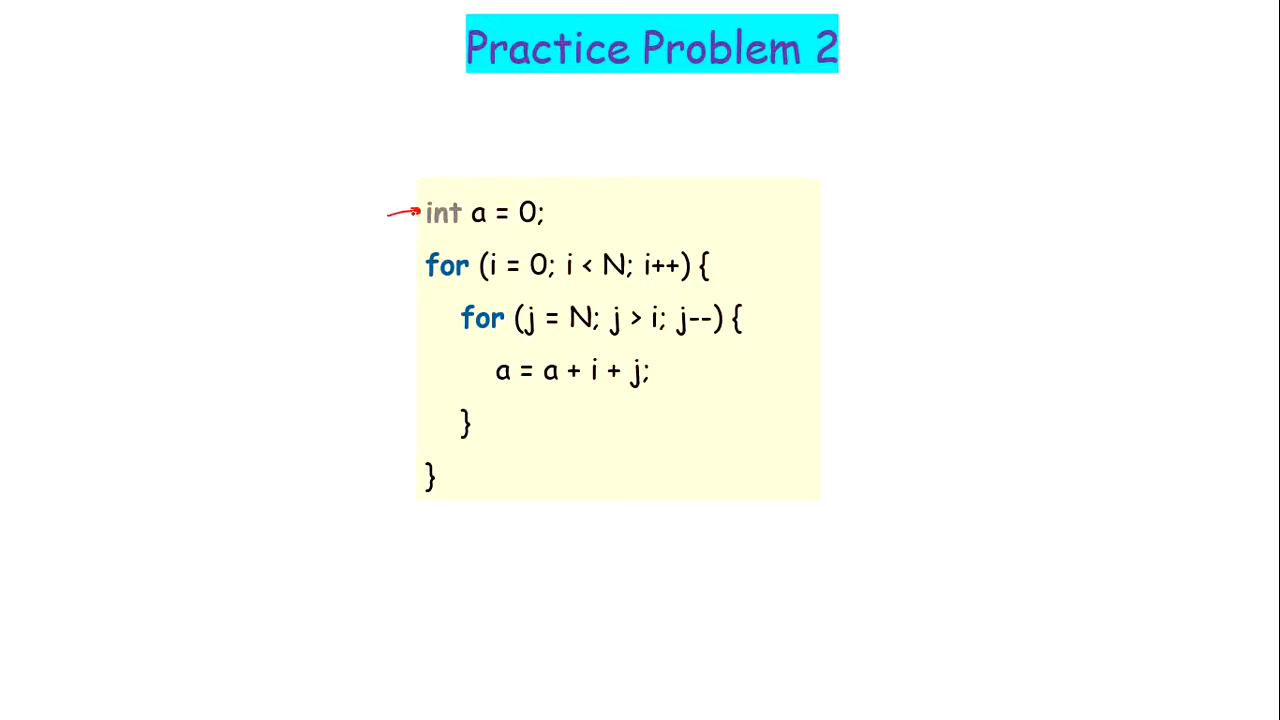 Practice Problem 2
int a = 0;
for (i = 0; i < N; i++) {
for (j = N; j > i; j--) {
a = a + i + j;
}
}